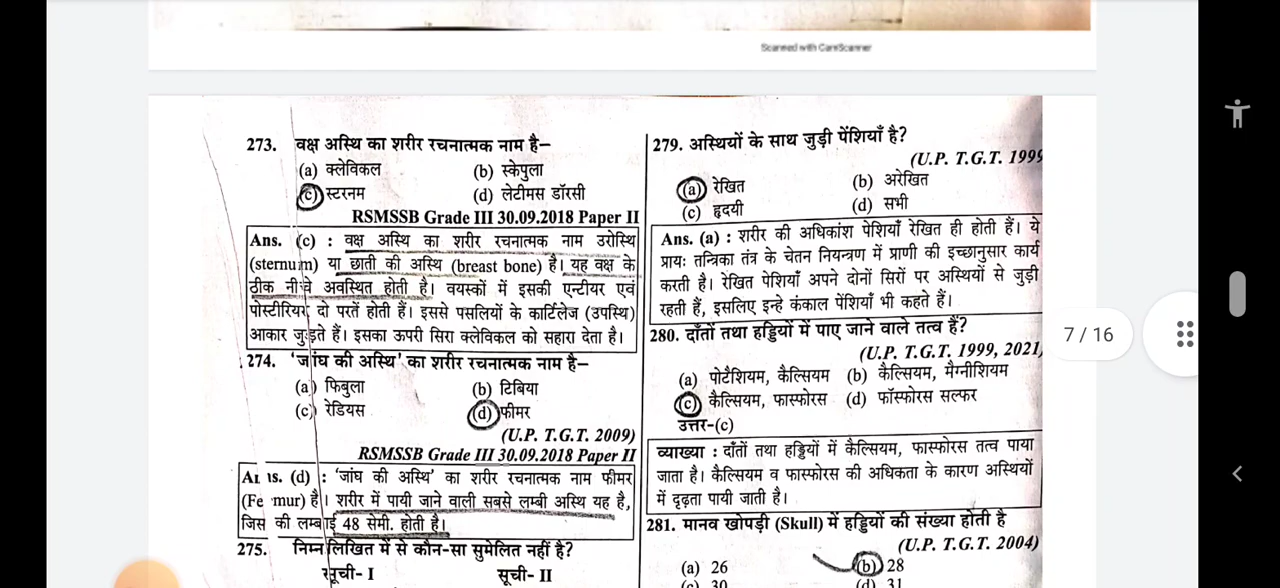 Scanned with CamScanner
273. वक्ष अस्थि का शरीर रचनात्मक नाम है–
(a) क्लेविकल (b) स्केपुला
(c) स्टरनम (d) लेटीमस डॉरसी
RSMSSB Grade III 30.09.2018 Paper II
Ans. (c) : वक्ष अस्थि का शरीर रचनात्मक नाम उरोस्थि
(sternum) या छाती की अस्थि (breast bone) है। यह वक्ष के
ठीक नीचे अवस्थित होती है। वयस्कों में इसकी एन्टीयर एवं
पोस्टीरियर दो परतें होती हैं। इससे पसलियों के कार्टिलेज (उपस्थि)
आकार जुड़ते हैं। इसका ऊपरी सिरा क्लेविकल को सहारा देता है।
274. 'जांघ की अस्थि' का शरीर रचनात्मक नाम है–
(a) फिबुला (b) टिबिया
(c) रेडियस (d) फीमर
(U.P. T.G.T. 2009)
RSMSSB Grade III 30.09.2018 Paper II
Ans. (d) : 'जांघ की अस्थि' का शरीर रचनात्मक नाम फीमर
(Femur) है। शरीर में पायी जाने वाली सबसे लम्बी अस्थि यह है,
जिस की लम्बाई 48 सेमी. होती है।
275. निम्नलिखित में से कौन-सा सुमेलित नहीं है?
सूची- I सूची- II
279. अस्थियों के साथ जुड़ी पेंशियाँ है?
(U.P. T.G.T. 1999
(a) रेखित (b) अरेखित
(c) हृदयी (d) सभी
Ans. (a) : शरीर की अधिकांश पेशियाँ रेखित ही होती हैं। ये
प्रायः तन्त्रिका तंत्र के चेतन नियन्त्रण में प्राणी की इच्छानुसार कार्य
करती है। रेखित पेशियाँ अपने दोनों सिरों पर अस्थियों से जुड़ी
रहती हैं, इसलिए इन्हे कंकाल पेंशियाँ भी कहते हैं।
280. दाँतों तथा हड्डियों में पाए जाने वाले तत्व हैं?
(U.P. T.G.T. 1999, 2021)
(a) पोटैशियम, कैल्सियम (b) कैल्सियम, मैग्नीशियम
(c) कैल्सियम, फास्फोरस (d) फॉस्फोरस सल्फर
उत्तर-(c)
व्याख्या : दाँतों तथा हड्डियों में कैल्सियम, फास्फोरस तत्व पाया
जाता है। कैल्सियम व फास्फोरस की अधिकता के कारण अस्थियों
में दृढ़ता पायी जाती है।
281. मानव खोपड़ी (Skull) में हड्डियों की संख्या होती है
(U.P. T.G.T. 2004)
(a) 26 (b) 28
(c) 30 (d) 31
7 / 16